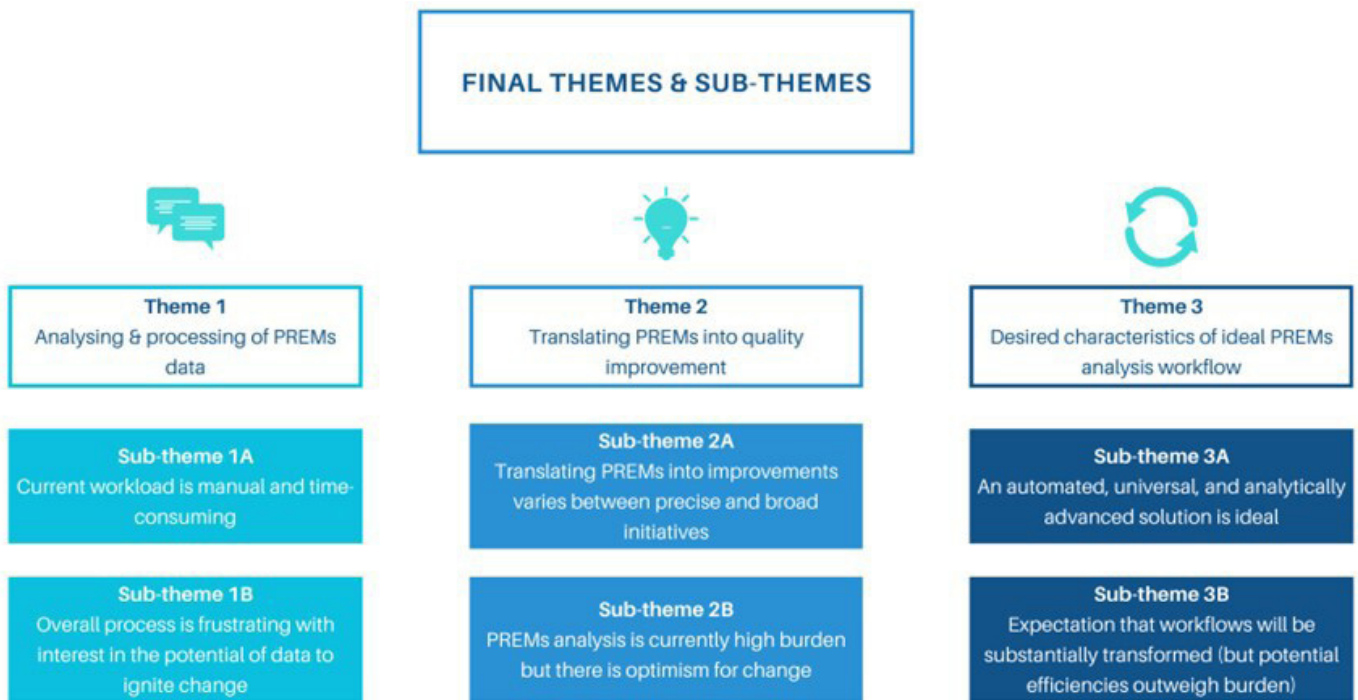 FINAL THEMES & SUB-THEMES
Theme 1
Analysing & processing of PREMs
data
Sub-theme 1A
Current workload is manual and time-
consuming
Sub-theme 1B
Overall process is frustrating with
interest in the potential of data to
ignite change
Theme 2
Translating PREMs into quality
improvement
Sub-theme 2A
Translating PREMs into improvements
varies between precise and broad
initiatives
Sub-theme 2B
PREMs analysis is currently high burden
but there is optimism for change
Theme 3
Desired characteristics of ideal PREMs
analysis workflow
Sub-theme 3A
An automated, universal, and analytically
advanced solution is ideal
Sub-theme 3B
Expectation that workflows will be
substantially transformed (but potential
efficiencies outweigh burden)